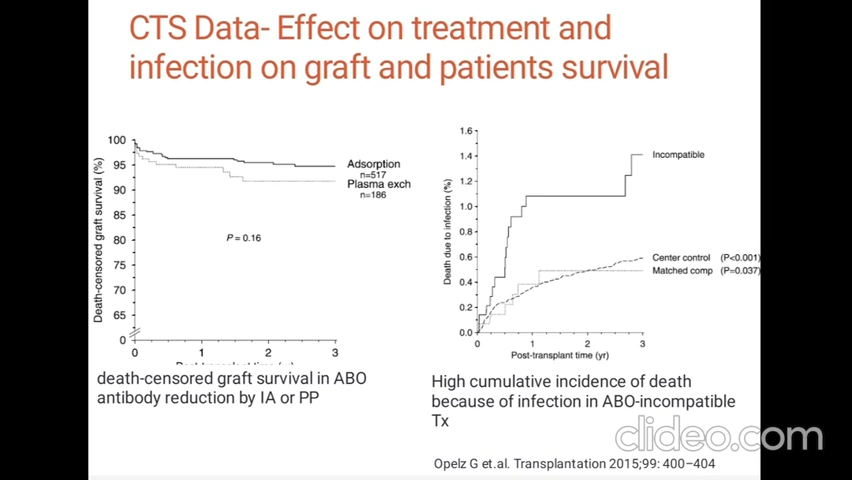 CTS Data- Effect on treatment and
infection on graft and patients survival
Death-censored graft survival (%)
100
95
90
85
80
75
70
65
0
Adsorption
n=517
Plasma exch
n=186
P = 0.16
0 1 2 3
death-censored graft survival in ABO
antibody reduction by IA or PP
Death due to infection (%)
1.6
1.4
1.2
1.0
0.8
0.6
0.4
0.2
0.0
Incompatible
Center control (P<0.001)
Matched comp (P=0.037)
0 1 2 3
Post-transplant time (yr)
High cumulative incidence of death
because of infection in ABO-incompatible
Tx
clideo.com
Opelz G et.al. Transplantation 2015;99: 400–404